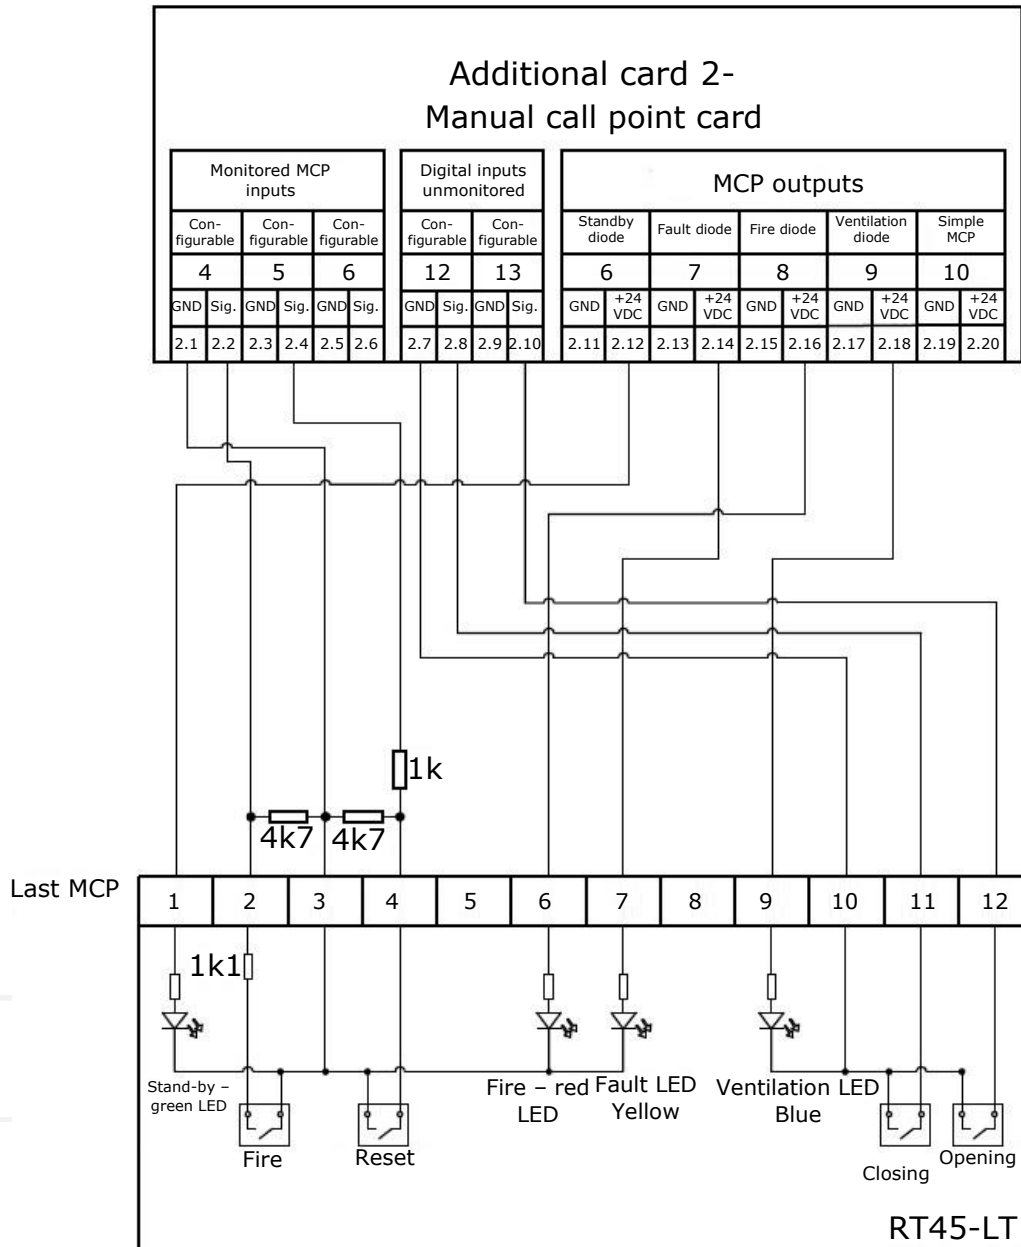 Additional card 2-
Manual call point card
Monitored MCP
inputs
Digital inputs
unmonitored
MCP outputs
Con-
figurable
Con-
figurable
Con-
figurable
Con-
figurable
Con-
figurable
Standby
diode
Fault diode
Fire diode
Ventilation
diode
Simple
MCP
4 5 6 12 13 6 7 8 9 10
GND Sig. GND Sig. GND Sig. GND Sig. GND Sig. GND +24 VDC GND +24 VDC GND +24 VDC GND +24 VDC GND +24 VDC
2.1 2.2 2.3 2.4 2.5 2.6 2.7 2.8 2.9 2.10 2.11 2.12 2.13 2.14 2.15 2.16 2.17 2.18 2.19 2.20
1k
4k7 4k7
Last MCP 1 2 3 4 5 6 7 8 9 10 11 12
1k1
Stand-by –
green LED
Fire – red
LED
Fault LED
Yellow
Ventilation LED
Blue
Fire
Reset
Closing
Opening
RT45-LT